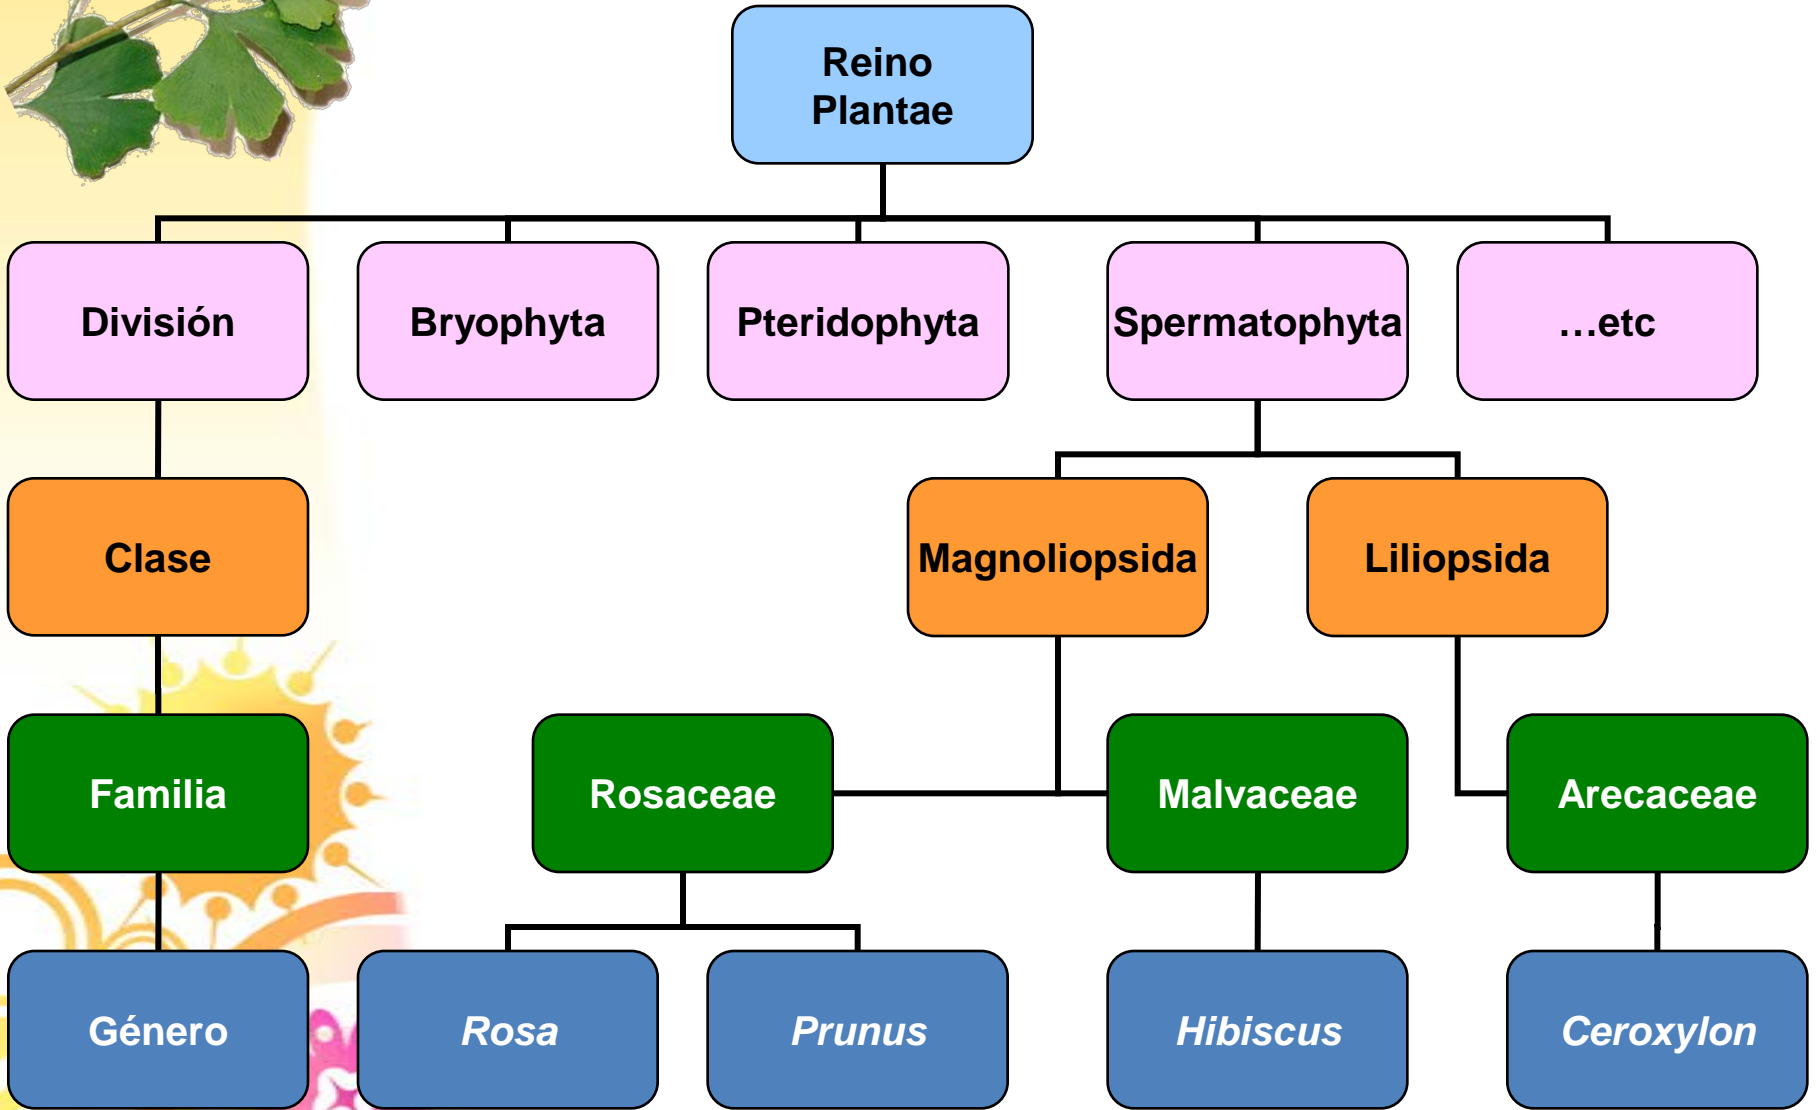 Reino
Plantae
División
Bryophyta
Pteridophyta
Spermatophyta
...etc
Clase
Magnoliopsida
Liliopsida
Familia
Rosaceae
Malvaceae
Arecaceae
Género
Rosa
Prunus
Hibiscus
Ceroxylon